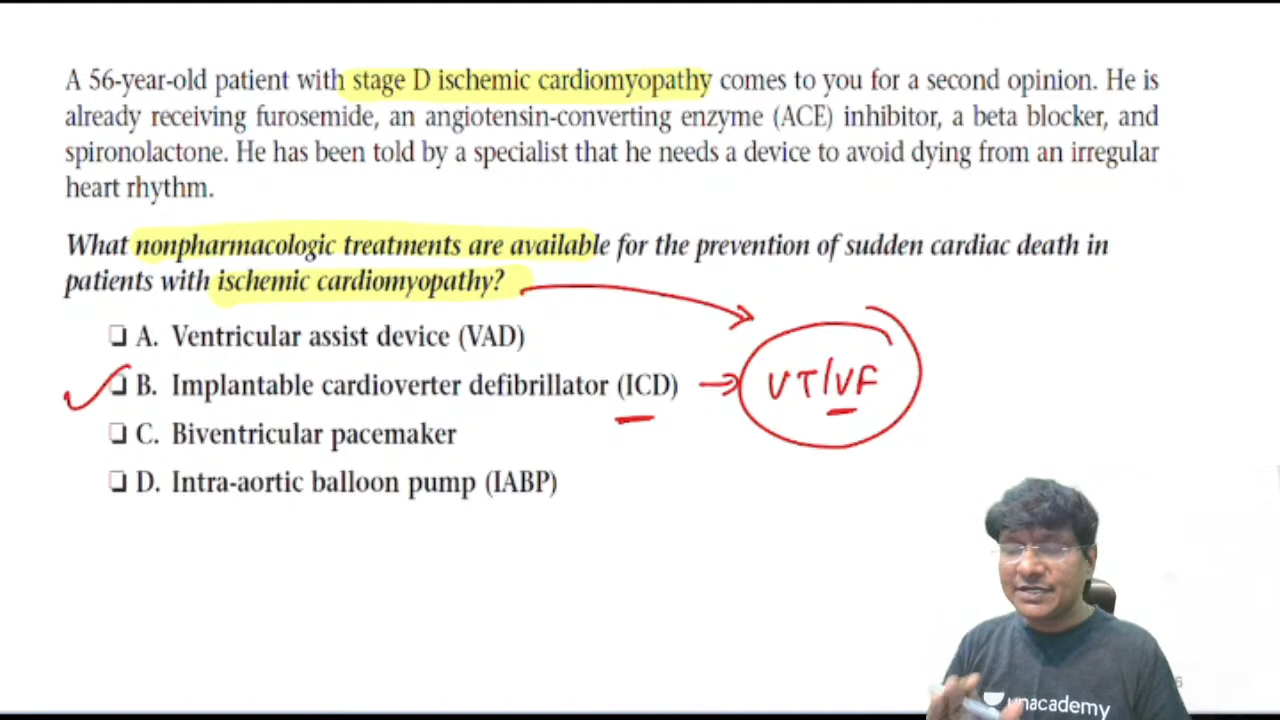 A 56-year-old patient with stage D ischemic cardiomyopathy comes to you for a second opinion. He is
already receiving furosemide, an angiotensin-converting enzyme (ACE) inhibitor, a beta blocker, and
spironolactone. He has been told by a specialist that he needs a device to avoid dying from an irregular
heart rhythm.
What nonpharmacologic treatments are available for the prevention of sudden cardiac death in
patients with ischemic cardiomyopathy?
❏ A. Ventricular assist device (VAD)
❏ B. Implantable cardioverter defibrillator (ICD) → VT/VF
❏ C. Biventricular pacemaker
❏ D. Intra-aortic balloon pump (IABP)
6
unacademy